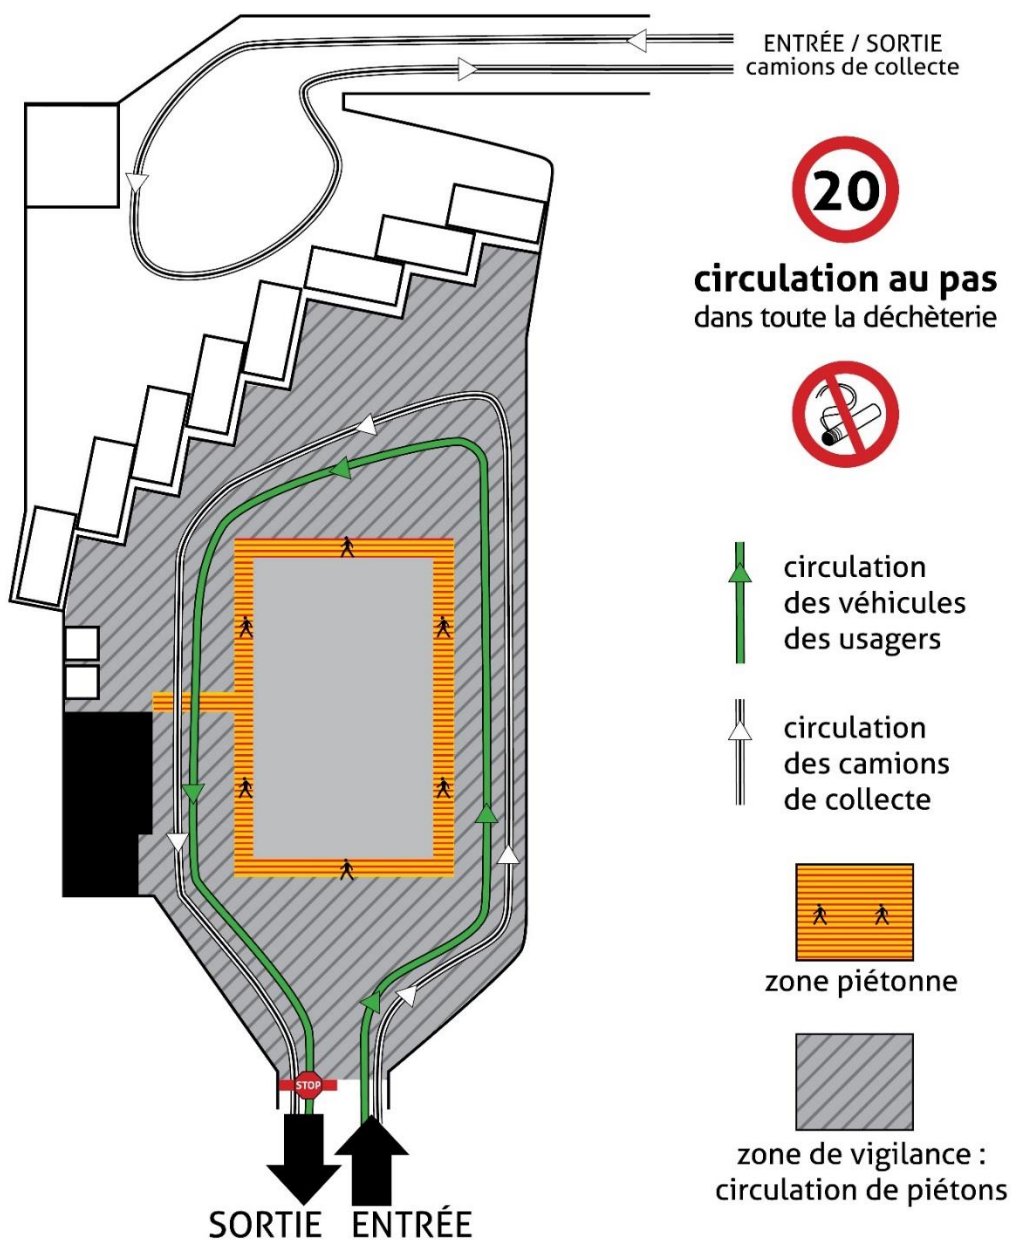 ENTRÉE / SORTIE
camions de collecte
20
circulation au pas
dans toute la déchèterie
circulation
des véhicules
des usagers
circulation
des camions
de collecte
zone piétonne
zone de vigilance :
circulation de piétons
STOP
SORTIE
ENTRÉE